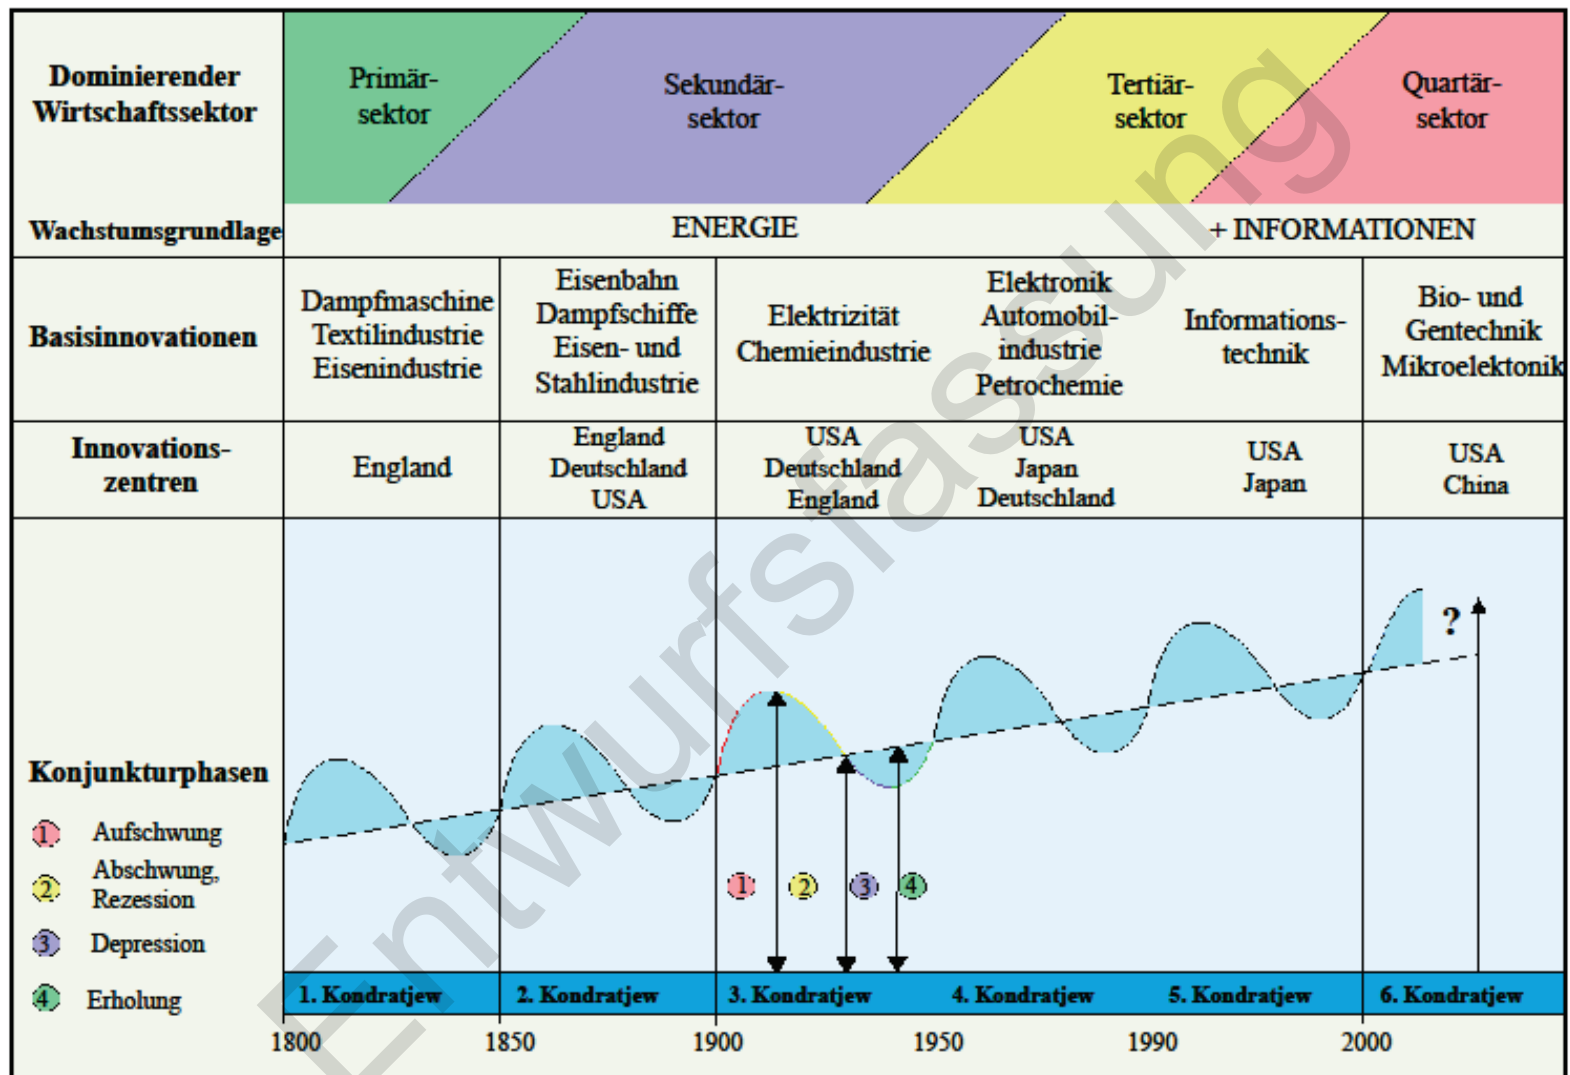 Dominierender
Wirtschaftssektor
Primär-
sektor
Sekundär-
sektor
Tertiär-
sektor
Quartär-
sektor
Wachstumsgrundlage
ENERGIE
+ INFORMATIONEN
Basisinnovationen
Dampfmaschine
Textilindustrie
Eisenindustrie
Eisenbahn
Dampfschiffe
Eisen- und
Stahlindustrie
Elektrizität
Chemieindustrie
Elektronik
Automobil-
industrie
Petrochemie
Informations-
technik
Bio- und
Gentechnik
Mikroelektonik
Innovations-
zentren
England
England
Deutschland
USA
USA
Deutschland
England
USA
Japan
Deutschland
USA
Japan
USA
China
?
Konjunkturphasen
1 Aufschwung
2 Abschwung,
Rezession
3 Depression
4 Erholung
1 2 3 4
1. Kondratjew
2. Kondratjew
3. Kondratjew
4. Kondratjew
5. Kondratjew
6. Kondratjew
1800 1850 1900 1950 1990 2000
Entwurfsfassung